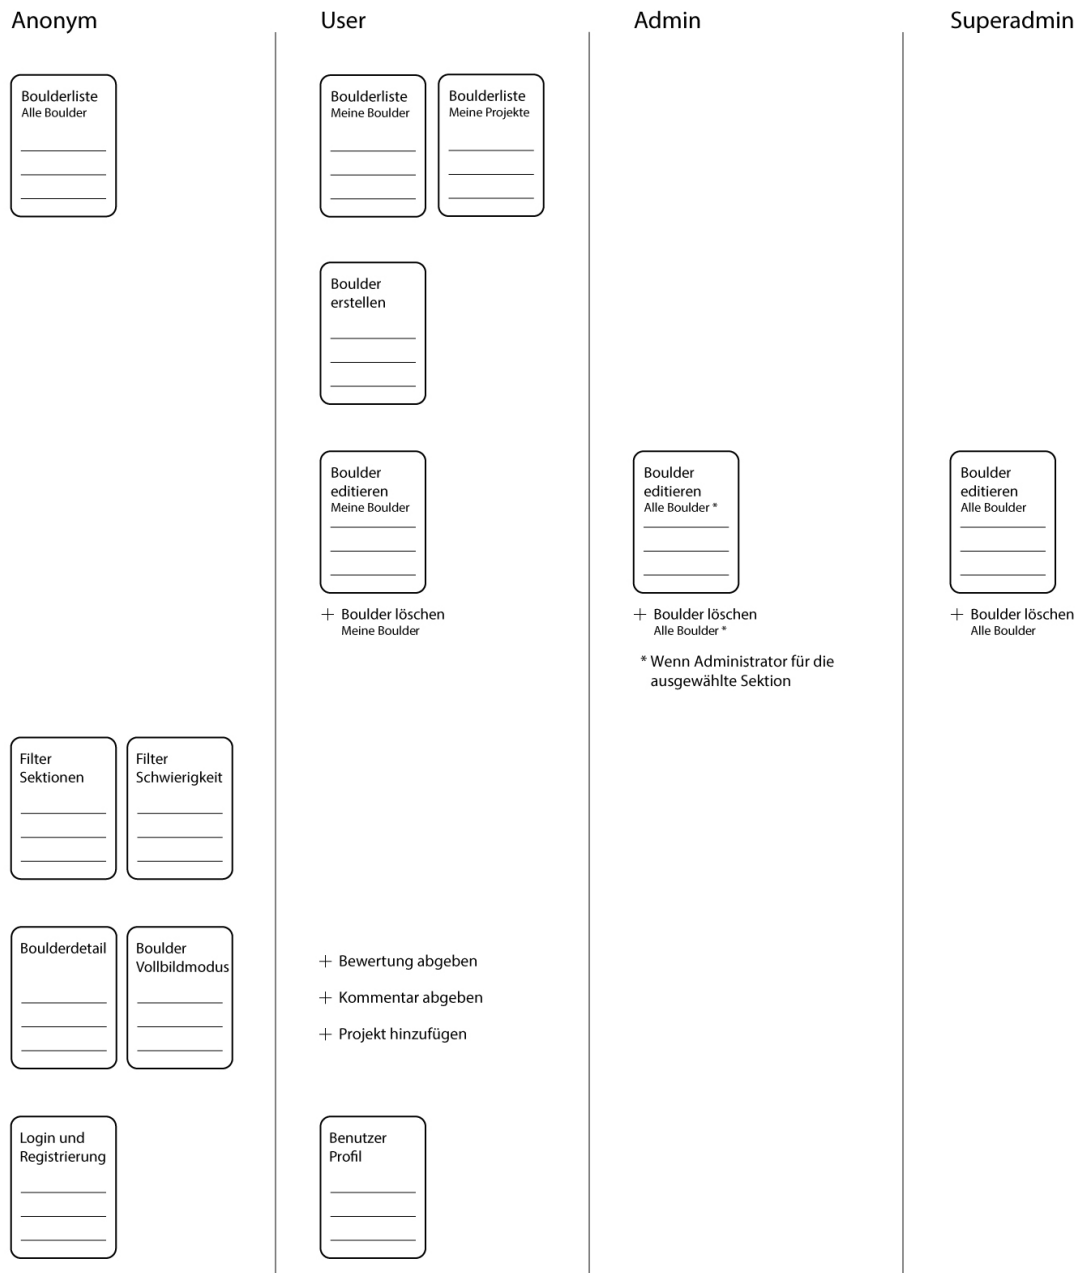 Anonym
User
Admin
Superadmin
Boulderliste
Alle Boulder
Boulderliste
Meine Boulder
Boulderliste
Meine Projekte
Boulder
erstellen
Boulder
editieren
Meine Boulder
+ Boulder löschen
Meine Boulder
Boulder
editieren
Alle Boulder *
+ Boulder löschen
Alle Boulder *
* Wenn Administrator für die
ausgewählte Sektion
Boulder
editieren
Alle Boulder
+ Boulder löschen
Alle Boulder
Filter
Sektionen
Filter
Schwierigkeit
Boulderdetail
Boulder
Vollbildmodus
+ Bewertung abgeben
+ Kommentar abgeben
+ Projekt hinzufügen
Login und
Registrierung
Benutzer
Profil